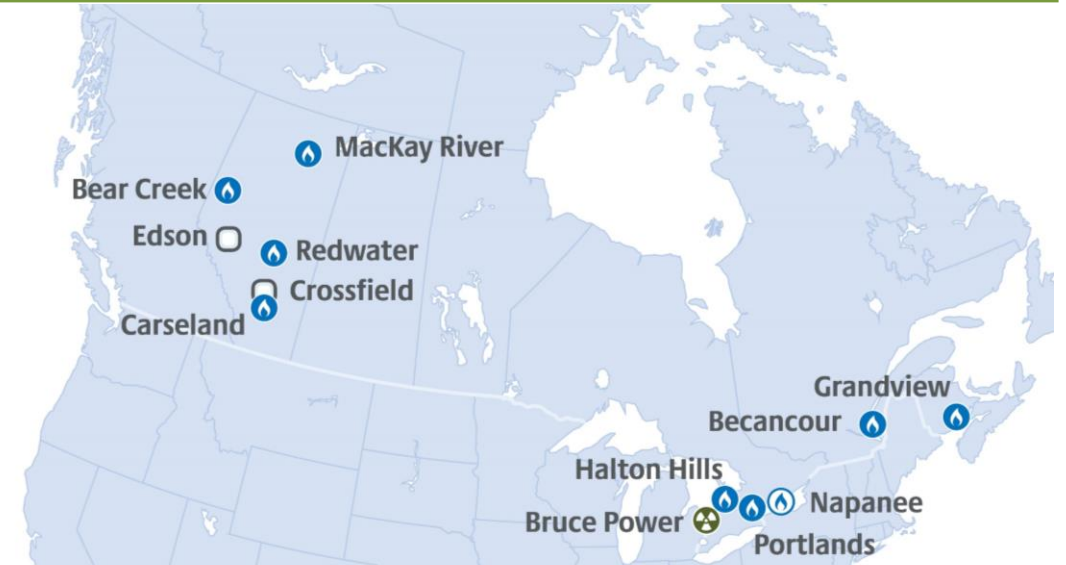 MacKay River
Bear Creek
Edson
Redwater
Crossfield
Carseland
Grandview
Becancour
Halton Hills
Napanee
Bruce Power
Portlands